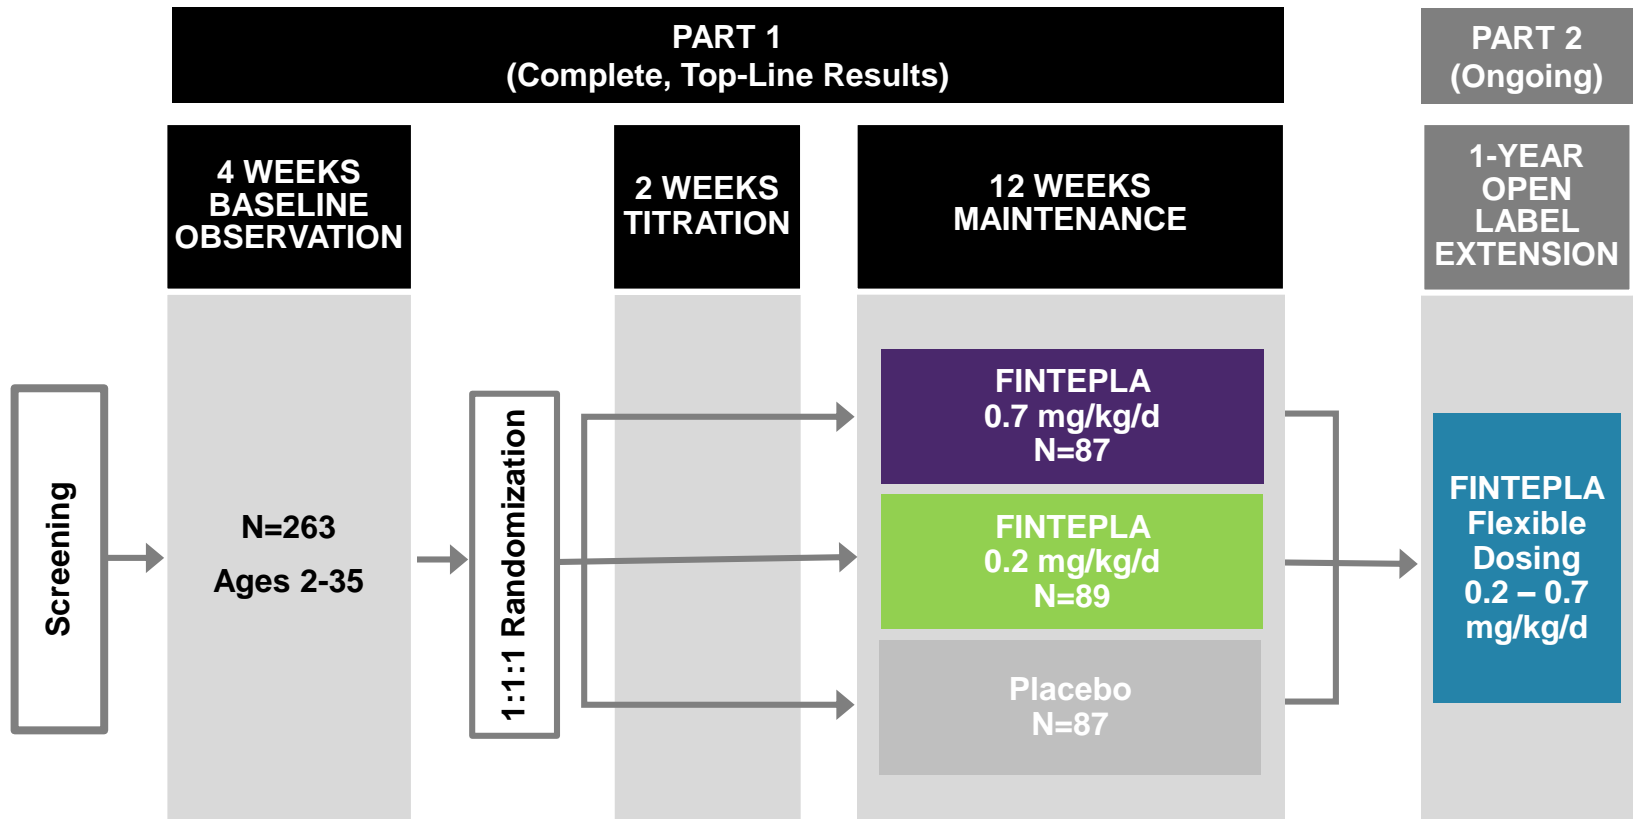 PART 1
(Complete, Top-Line Results)
PART 2
(Ongoing)
4 WEEKS
BASELINE
OBSERVATION
2 WEEKS
TITRATION
12 WEEKS
MAINTENANCE
1-YEAR
OPEN
LABEL
EXTENSION
Screening
N=263
Ages 2-35
1:1:1 Randomization
FINTEPLA
0.7 mg/kg/d
N=87
FINTEPLA
0.2 mg/kg/d
N=89
Placebo
N=87
FINTEPLA
Flexible
Dosing
0.2 – 0.7
mg/kg/d